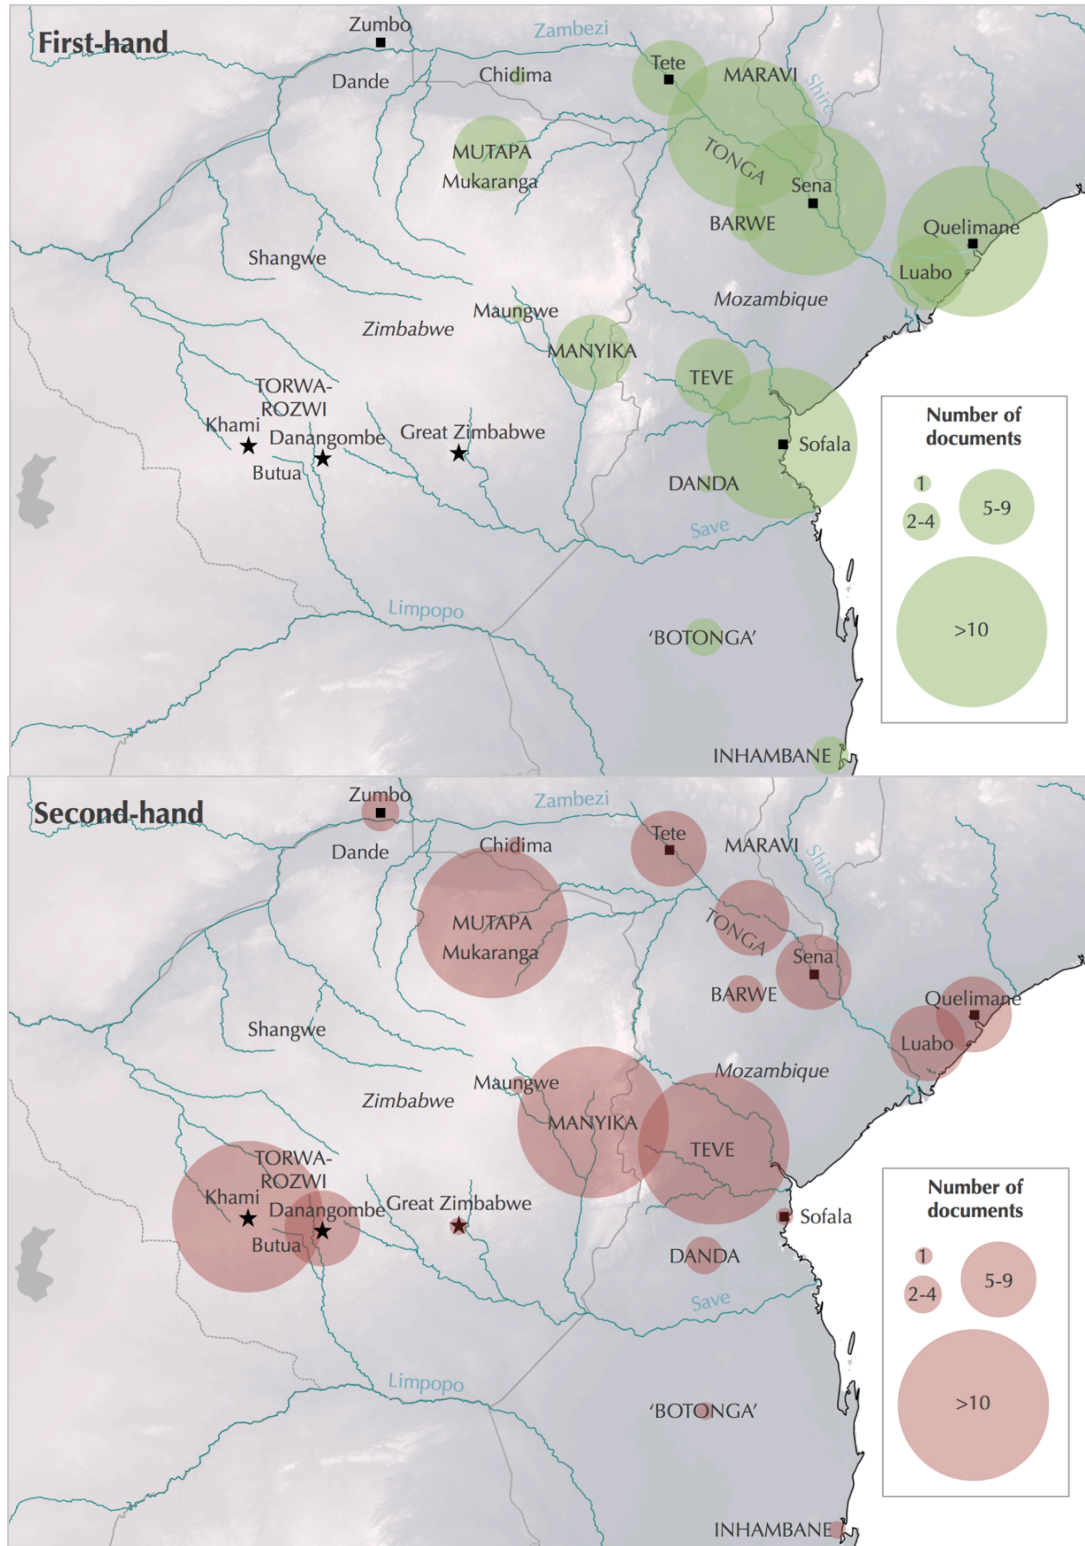 First-hand
Zumbo
Zambezi
Dande
Chidima
Tete
MARAVI
Shire
MUTAPA
Mukaranga
TONGA
Sena
BARWE
Quelimane
Luabo
Shangwe
Maungwe
Mozambique
Zimbabwe
MANYIKA
TEVE
TORWA-
ROZWI
Khami
Danangombe
Butua
Great Zimbabwe
Sofala
DANDA
Save
Limpopo
‘BOTONGA’
INHAMBANE
Number of
documents
1
2-4
5-9
>10
Second-hand
Zumbo
Zambezi
Dande
Chidima
Tete
MARAVI
Shire
MUTAPA
Mukaranga
TONGA
Sena
BARWE
Quelimane
Luabo
Shangwe
Maungwe
Mozambique
Zimbabwe
MANYIKA
TEVE
TORWA-
ROZWI
Khami
Danangombe
Butua
Great Zimbabwe
Sofala
DANDA
Save
Limpopo
‘BOTONGA’
INHAMBANE
Number of
documents
1
2-4
5-9
>10